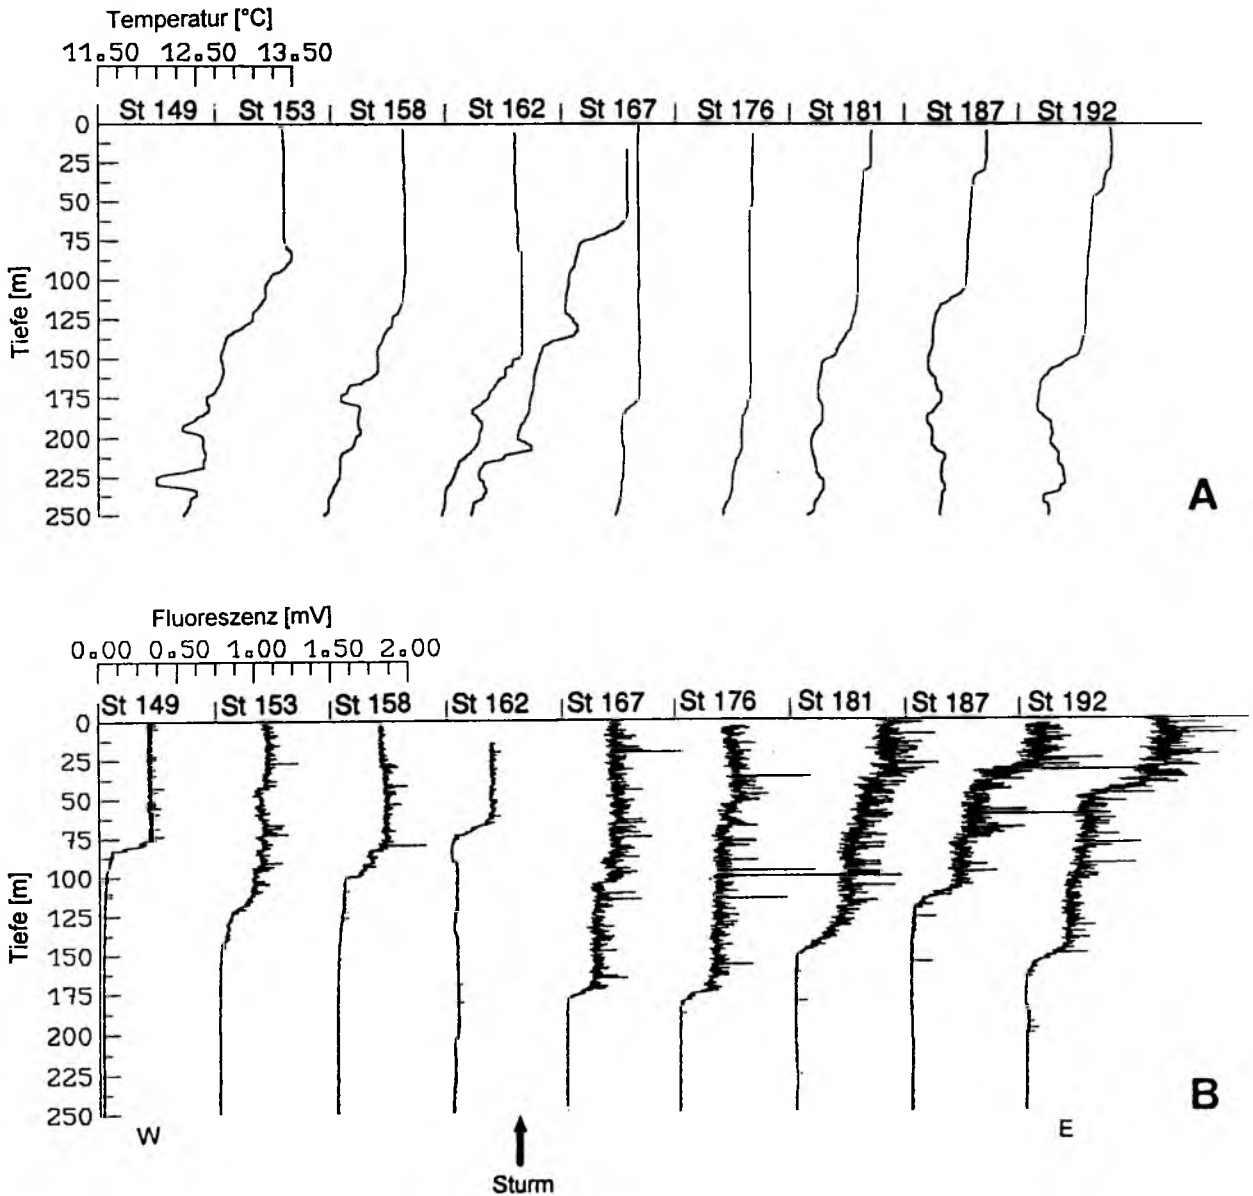 Temperatur [°C]
11.50 12.50 13.50
St 149 St 153 St 158 St 162 St 167 St 176 St 181 St 187 St 192
0
25
50
75
100
125
150
175
200
225
250
Tiefe [m]
A
Fluoreszenz [mV]
0.00 0.50 1.00 1.50 2.00
St 149 St 153 St 158 St 162 St 167 St 176 St 181 St 187 St 192
0
25
50
75
100
125
150
175
200
225
250
Tiefe [m]
B
W E
Sturm